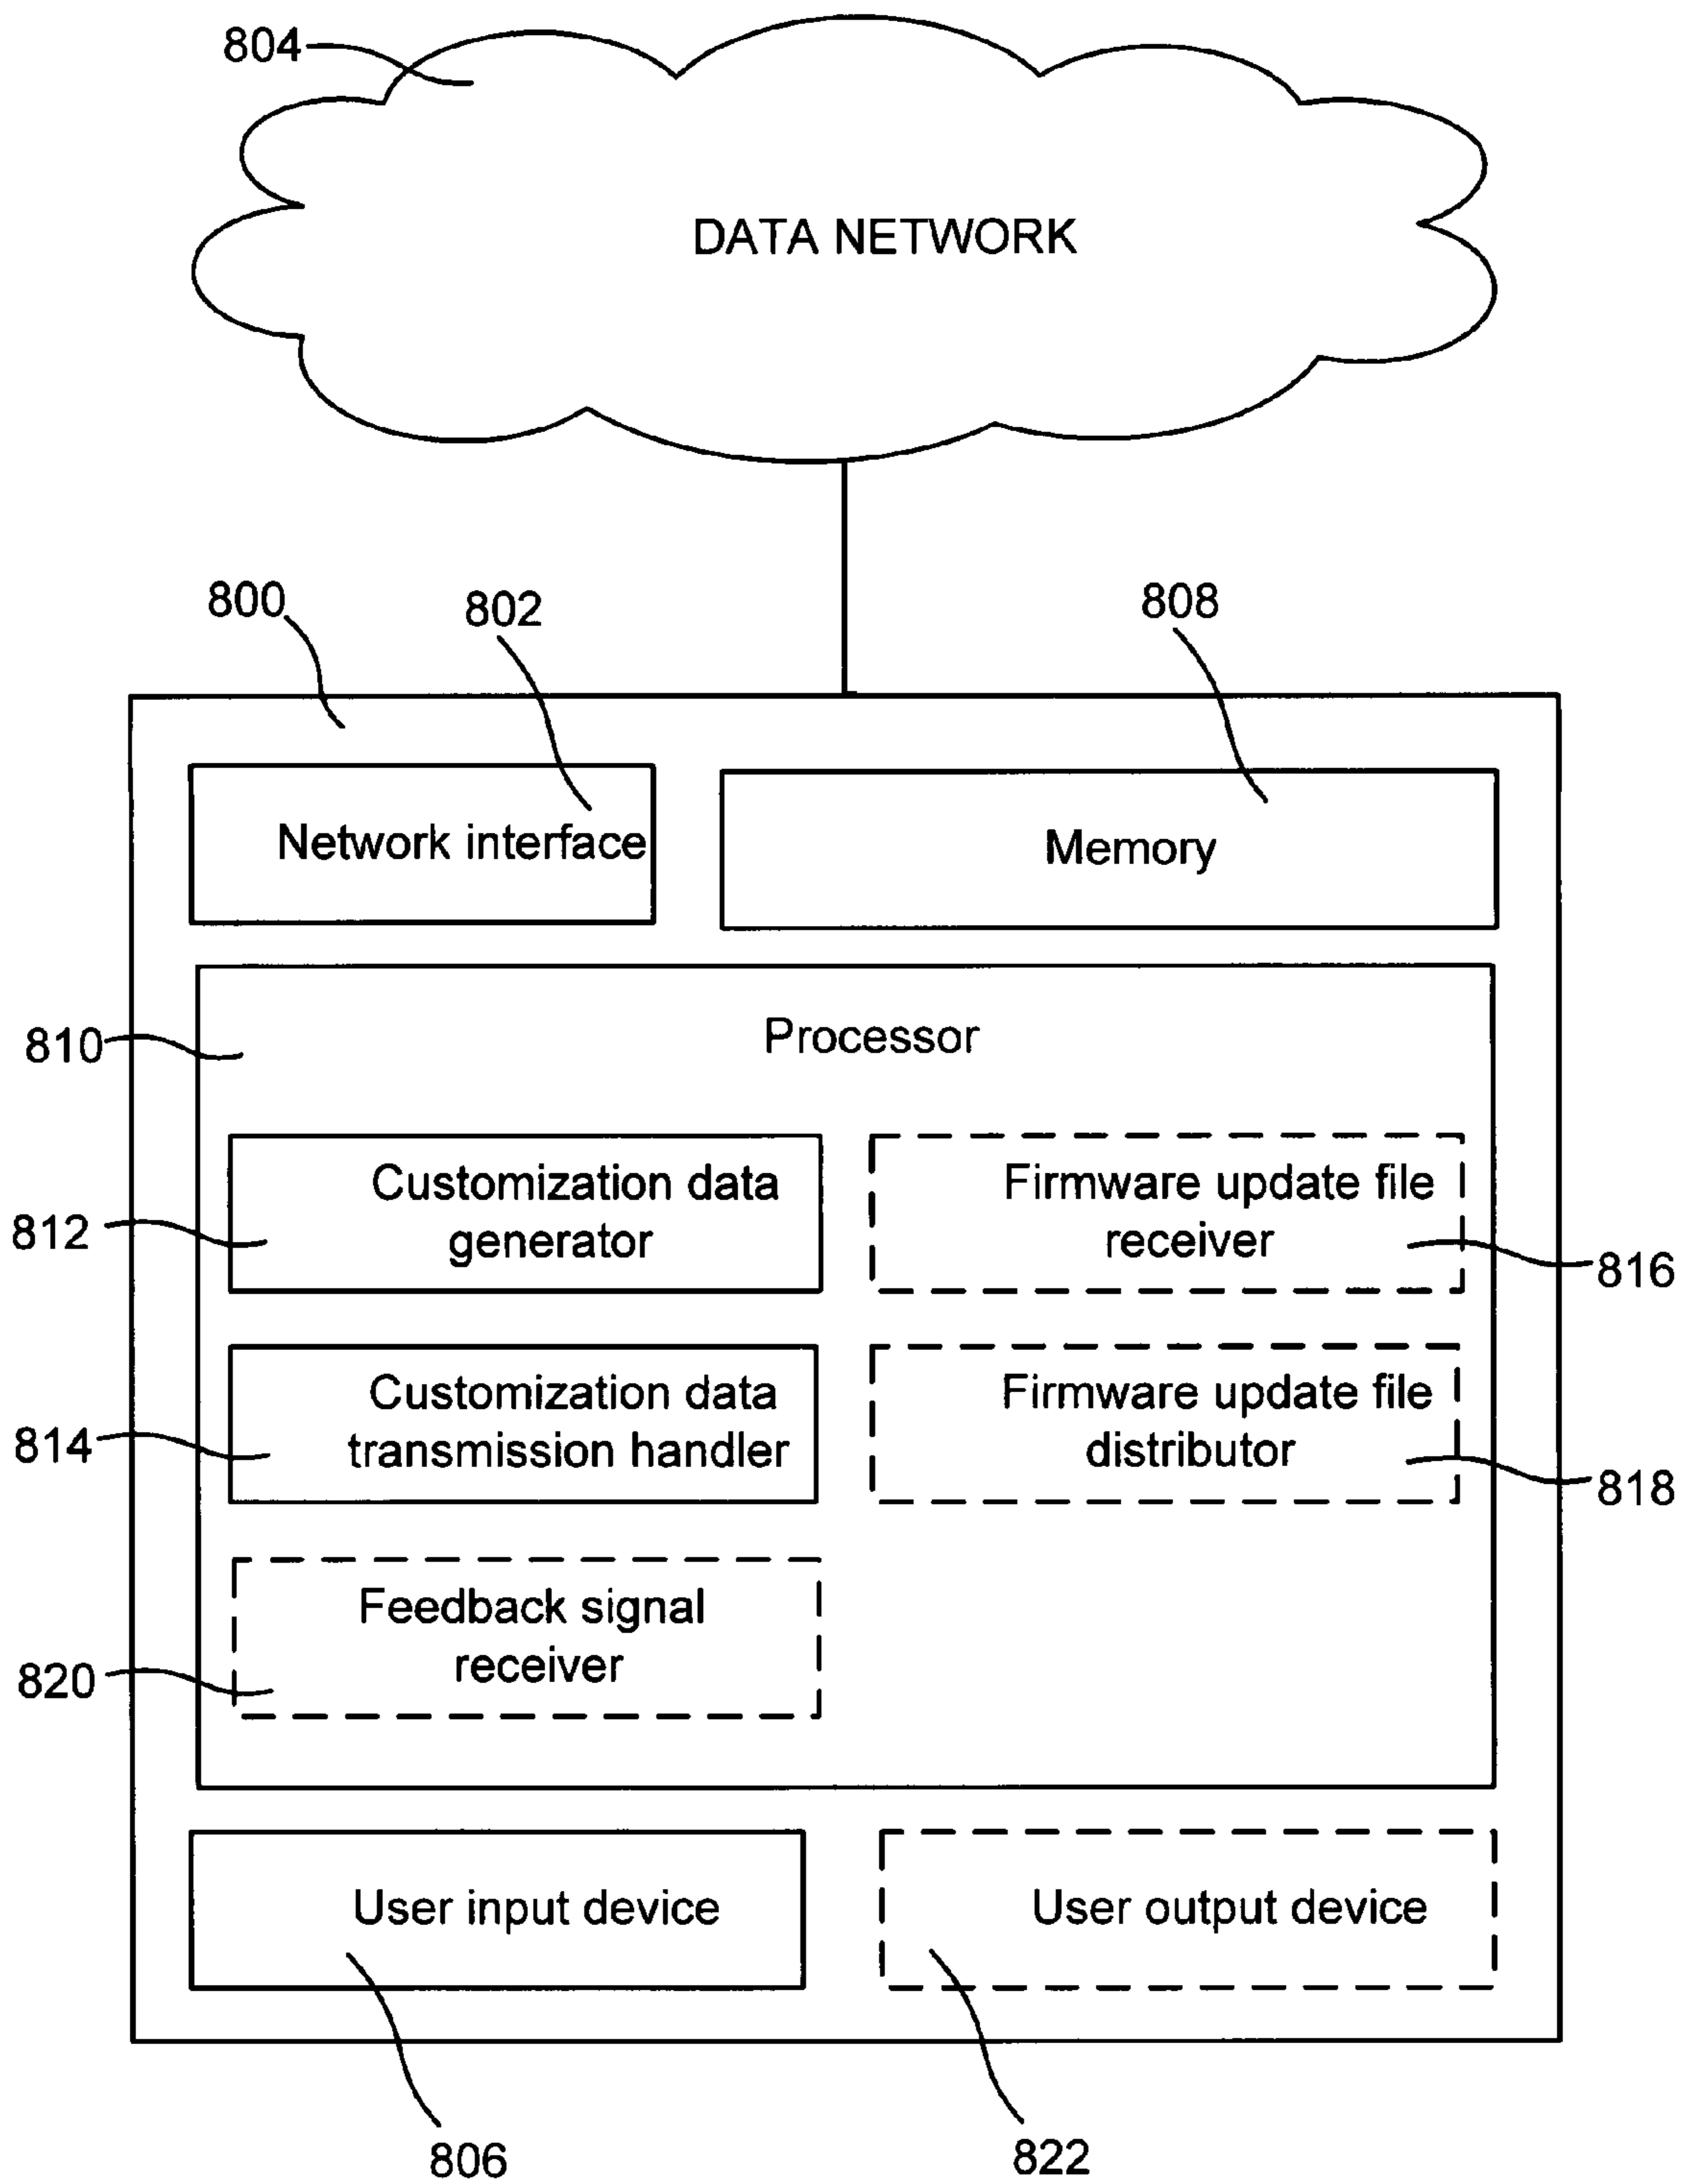 804
DATA NETWORK
800
802
808
Network interface
Memory
810
Processor
Customization data
generator
812
Firmware update file
receiver
816
Customization data
transmission handler
814
Firmware update file
distributor
818
Feedback signal
receiver
820
User input device
User output device
806
822